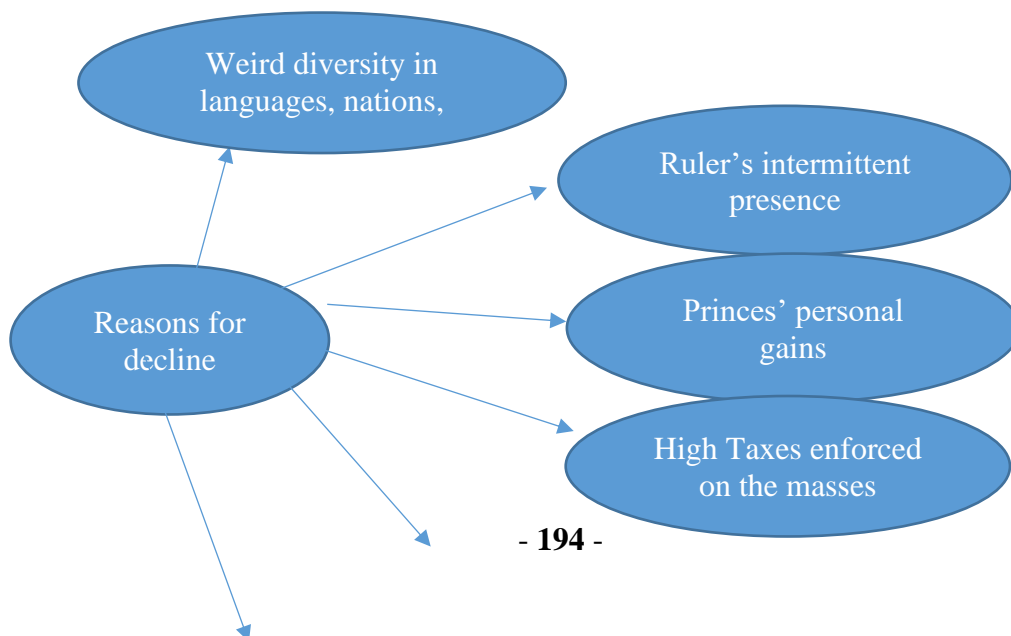 Weird diversity in
languages, nations,
Ruler’s intermittent
presence
Reasons for
decline
Princes’ personal
gains
High Taxes enforced
on the masses
- 194 -